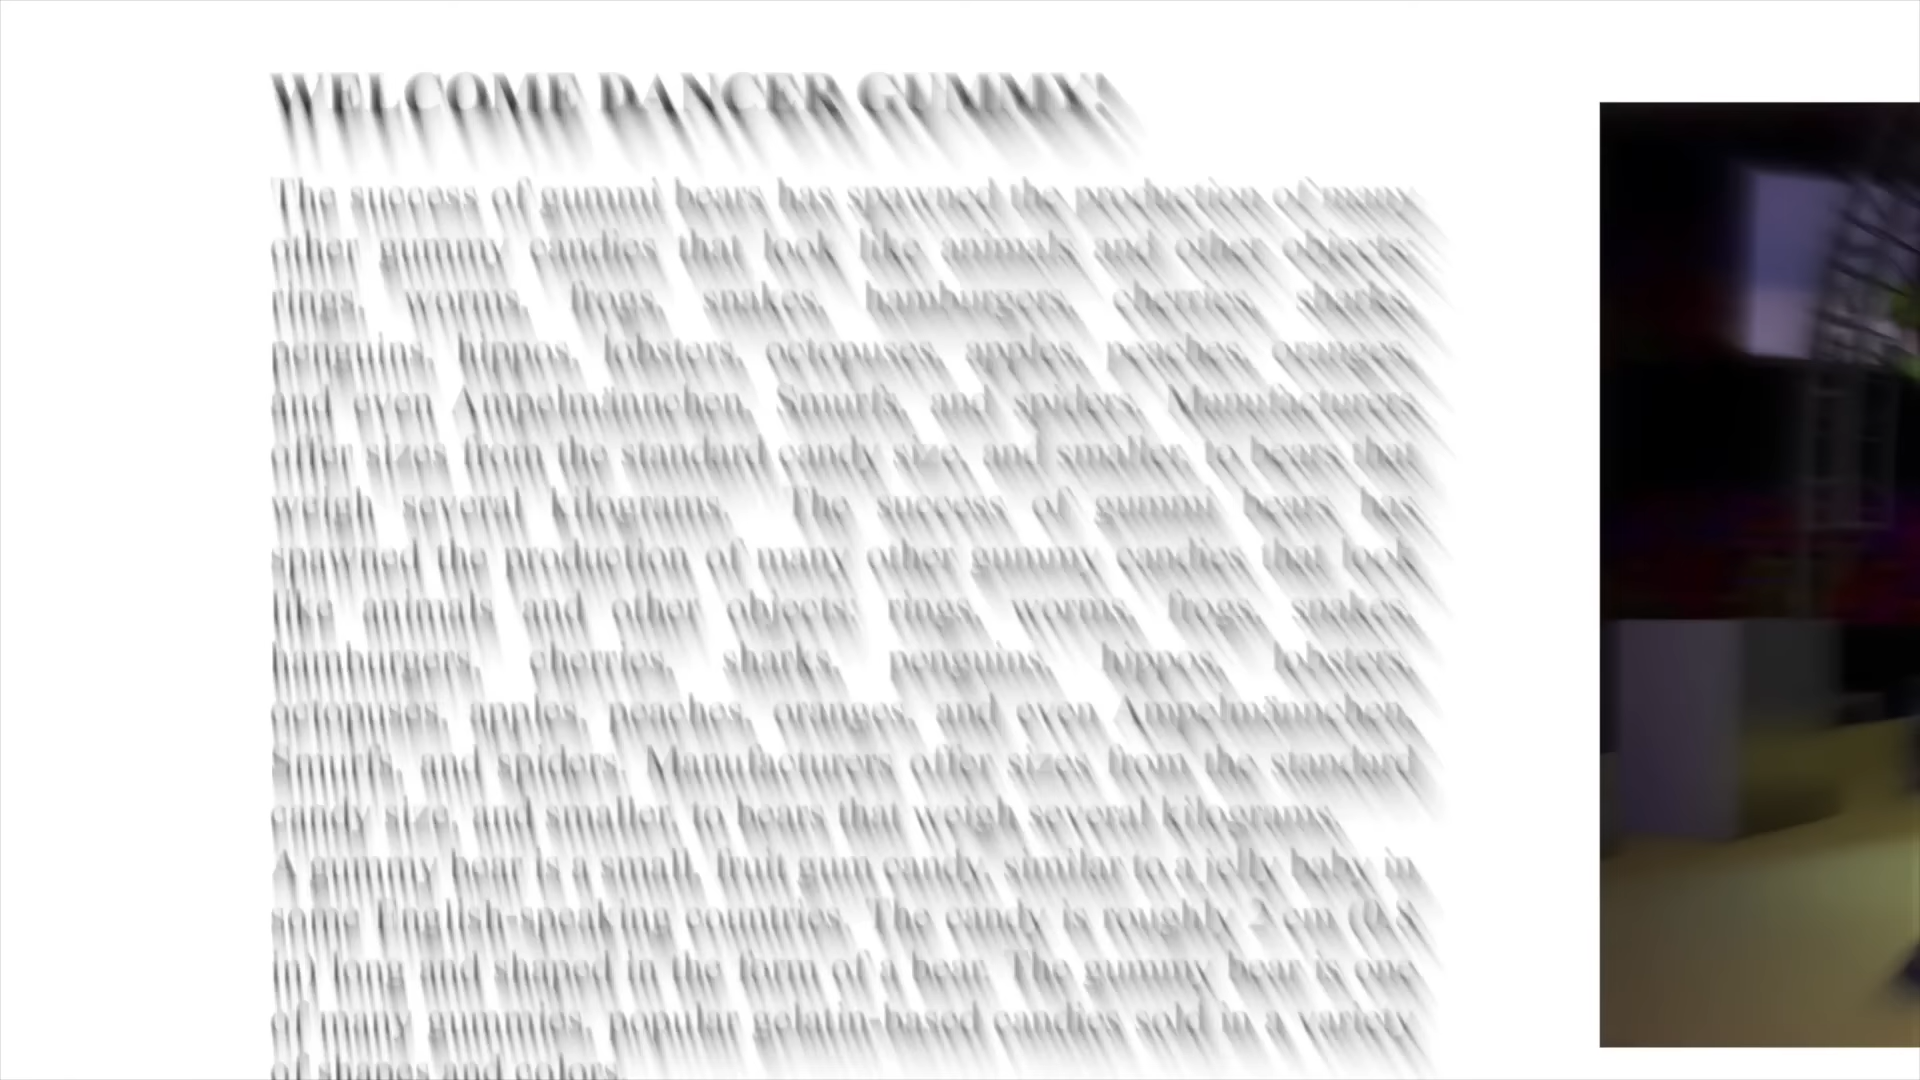 WELCOME DANCER GUMMY!
The success of gummi bears has spawned the production of many
other gummy candies that look like animals and other objects:
rings, worms, frogs, snakes, hamburgers, cherries, sharks,
penguins, hippos, lobsters, octopuses, apples, peaches, oranges,
and even Ampelmännchen, Smurfs, and spiders. Manufacturers
offer sizes from the standard candy size, and smaller, to bears that
weigh several kilograms. The success of gummi bears has
spawned the production of many other gummy candies that look
like animals and other objects: rings, worms, frogs, snakes,
hamburgers, cherries, sharks, penguins, hippos, lobsters,
octopuses, apples, peaches, oranges, and even Ampelmännchen,
Smurfs, and spiders. Manufacturers offer sizes from the standard
candy size, and smaller, to bears that weigh several kilograms.
A gummy bear is a small, fruit gum candy, similar to a jelly baby in
some English-speaking countries. The candy is roughly 2 cm (0.8
in) long and shaped in the form of a bear. The gummy bear is one
of many gummies, popular gelatin-based candies sold in a variety
of shapes and colors.